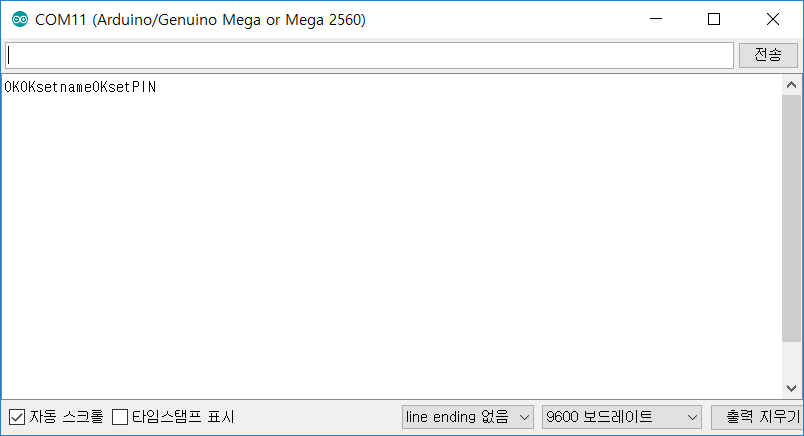 COM11 (Arduino/Genuino Mega or Mega 2560)
전송
OKOKsetnameOKsetPIN
자동 스크롤 타임스탬프 표시 line ending 없음 9600 보드레이트 출력 지우기